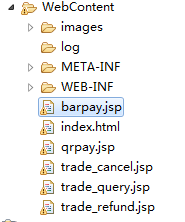 WebContent
images
log
META-INF
WEB-INF
barpay.jsp
index.html
qrpay.jsp
trade_cancel.jsp
trade_query.jsp
trade_refund.jsp